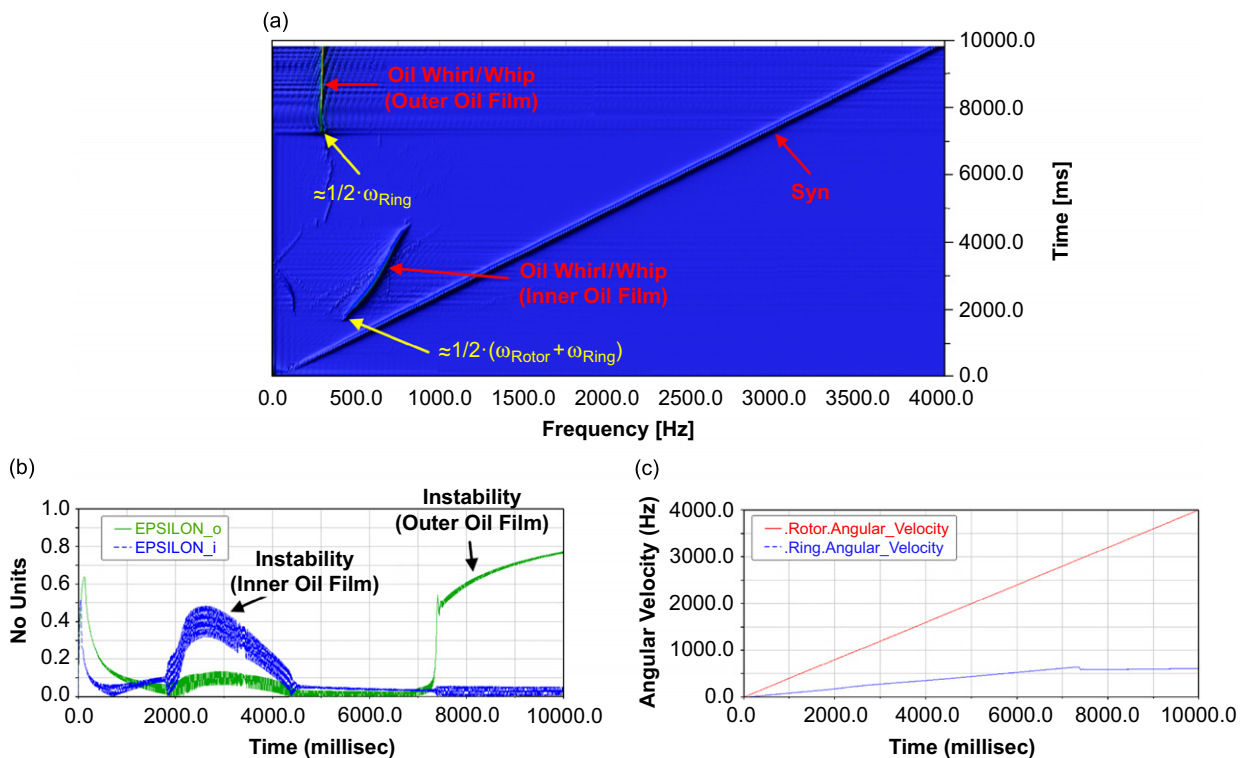 (a)
10000.0
8000.0
6000.0
4000.0
2000.0
0.0
Time [ms]
Oil Whirl/Whip
(Outer Oil Film)
≈1/2·ωRing
Syn
Oil Whirl/Whip
(Inner Oil Film)
≈1/2·(ωRotor+ωRing)
0.0 500.0 1000.0 1500.0 2000.0 2500.0 3000.0 3500.0 4000.0
Frequency [Hz]
(b)
1.0
0.8
0.6
0.4
0.2
0.0
No Units
EPSILON_o
EPSILON_i
Instability
(Outer Oil Film)
Instability
(Inner Oil Film)
0.0 2000.0 4000.0 6000.0 8000.0 10000.0
Time (millisec)
(c)
Angular Velocity (Hz)
4000.0
3000.0
2000.0
1000.0
0.0
.Rotor.Angular_Velocity
.Ring.Angular_Velocity
0.0 2000.0 4000.0 6000.0 8000.0 10000.0
Time (millisec)